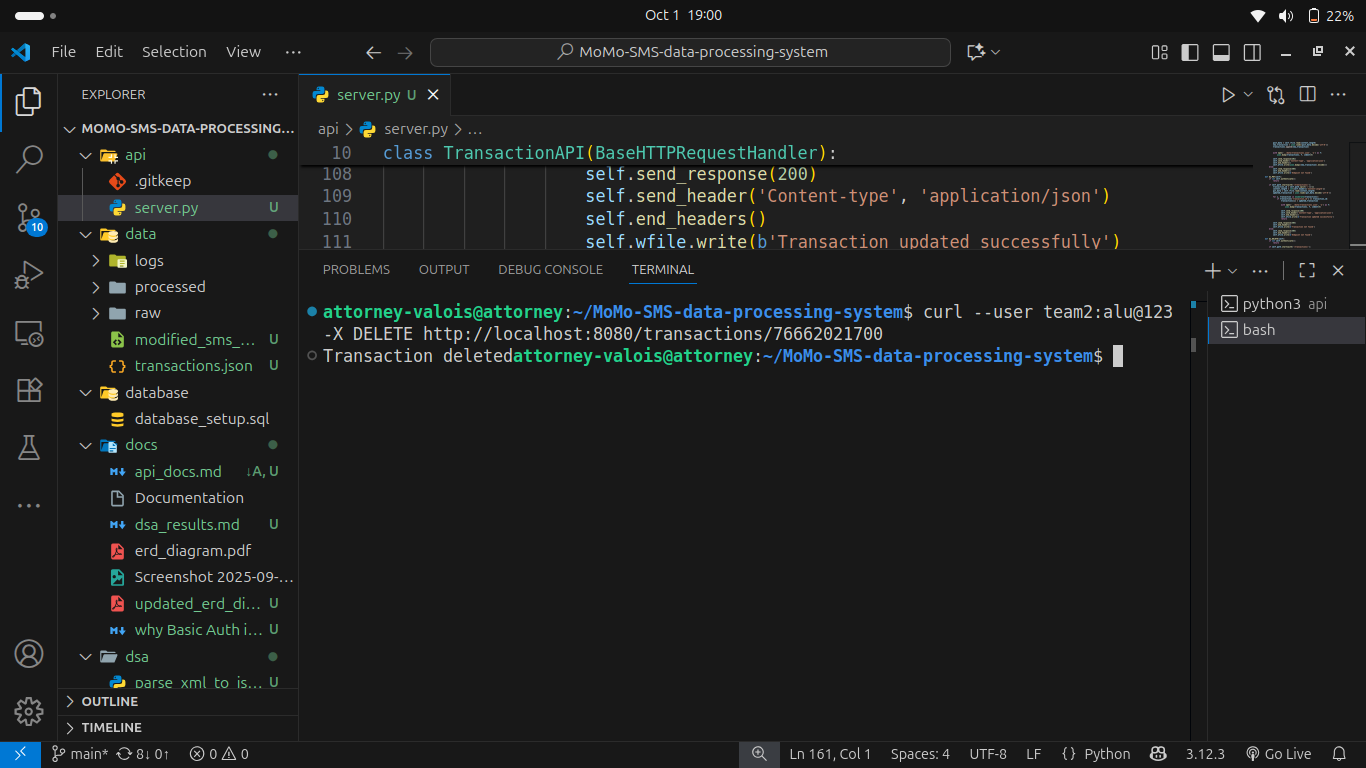 Oct 1 19:00
22%
File Edit Selection View ···
MoMo-SMS-data-processing-system
EXPLORER ···
MOMO-SMS-DATA-PROCESSING...
api
.gitkeep
server.py U
data
logs
processed
raw
modified_sms_... U
transactions.json U
database
database_setup.sql
docs
api_docs.md ↓A, U
Documentation
dsa_results.md U
erd_diagram.pdf
Screenshot 2025-09-...
updated_erd_di... U
why Basic Auth i... U
dsa
parse_xml_to_js... U
OUTLINE
TIMELINE
10
server.py U
api > server.py > ...
10 class TransactionAPI(BaseHTTPRequestHandler):
108 self.send_response(200)
109 self.send_header('Content-type', 'application/json')
110 self.end_headers()
111 self.wfile.write(b'Transaction updated successfully')
PROBLEMS OUTPUT DEBUG CONSOLE TERMINAL
attorney-valois@attorney:~/MoMo-SMS-data-processing-system$ curl --user team2:alu@123
-X DELETE http://localhost:8080/transactions/76662021700
Transaction deletedattorney-valois@attorney:~/MoMo-SMS-data-processing-system$
python3 api
bash
main* 8↓ 0↑ 0 0 Ln 161, Col 1 Spaces: 4 UTF-8 LF {} Python 3.12.3 Go Live